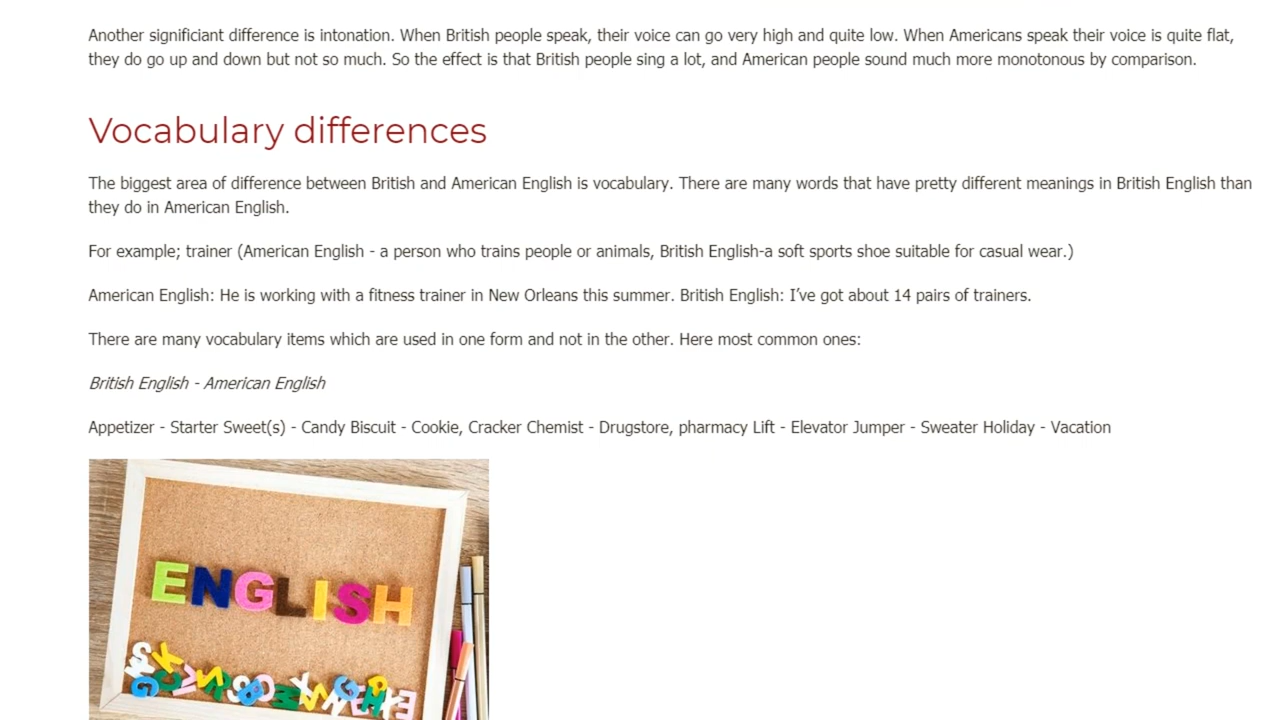 Another significiant difference is intonation. When British people speak, their voice can go very high and quite low. When Americans speak their voice is quite flat,
they do go up and down but not so much. So the effect is that British people sing a lot, and American people sound much more monotonous by comparison.
Vocabulary differences
The biggest area of difference between British and American English is vocabulary. There are many words that have pretty different meanings in British English than
they do in American English.
For example; trainer (American English - a person who trains people or animals, British English-a soft sports shoe suitable for casual wear.)
American English: He is working with a fitness trainer in New Orleans this summer. British English: I’ve got about 14 pairs of trainers.
There are many vocabulary items which are used in one form and not in the other. Here most common ones:
British English - American English
Appetizer - Starter Sweet(s) - Candy Biscuit - Cookie, Cracker Chemist - Drugstore, pharmacy Lift - Elevator Jumper - Sweater Holiday - Vacation
ENGLISH